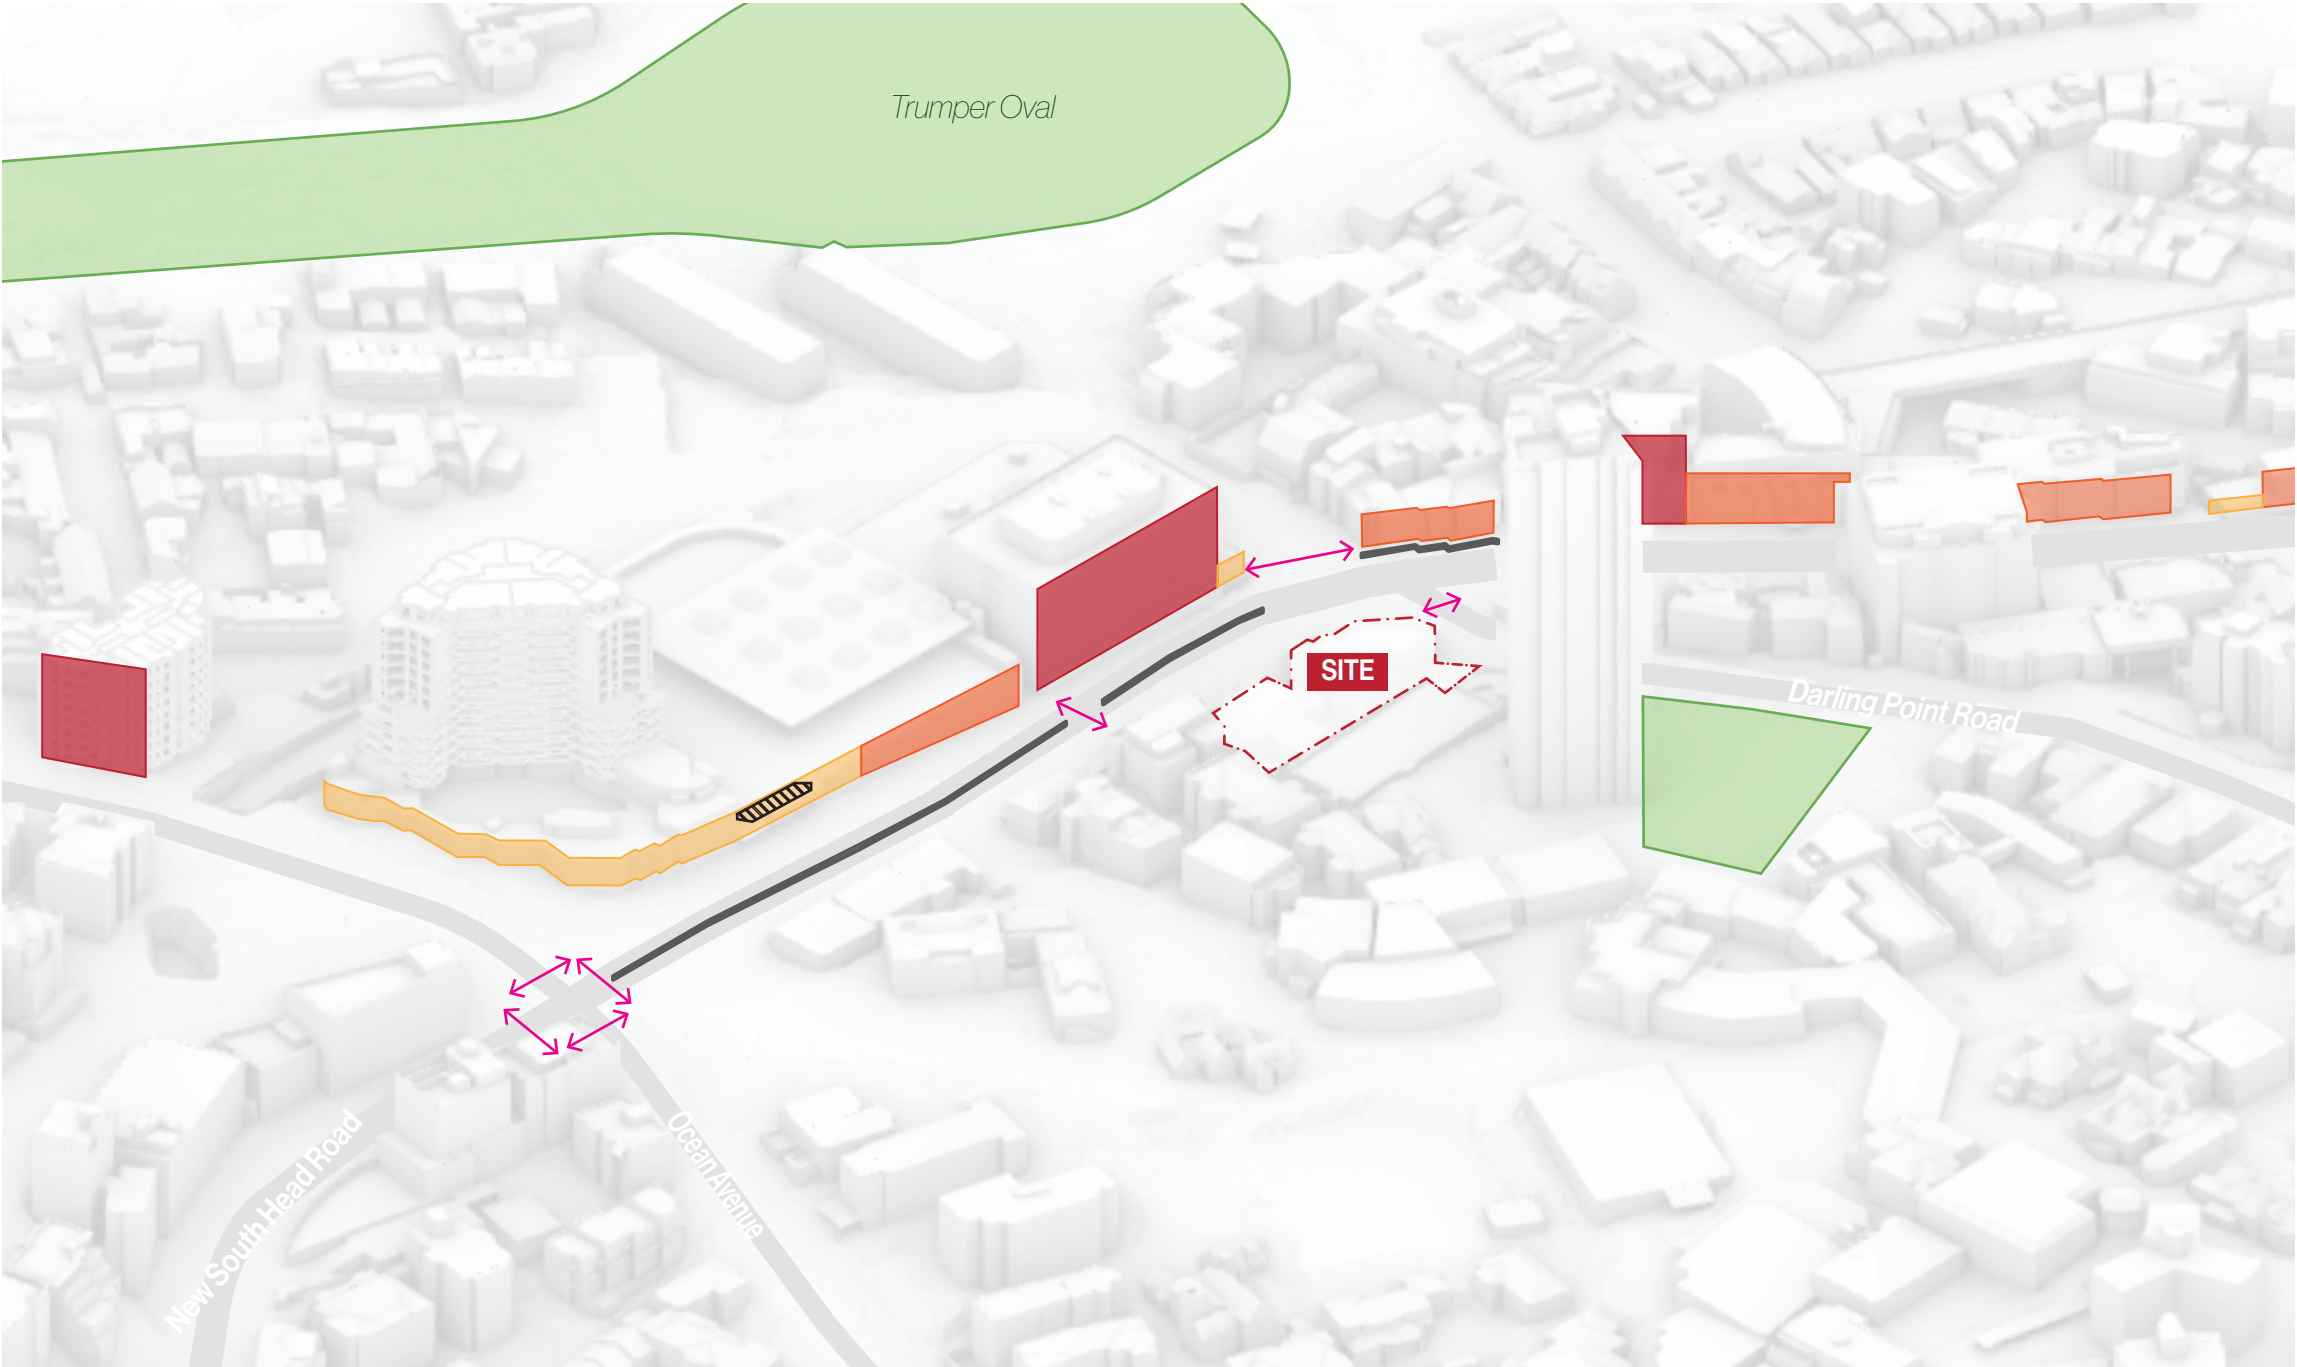 Trumper Oval
SITE
Darling Point Road
New South Head Road
Ocean Avenue